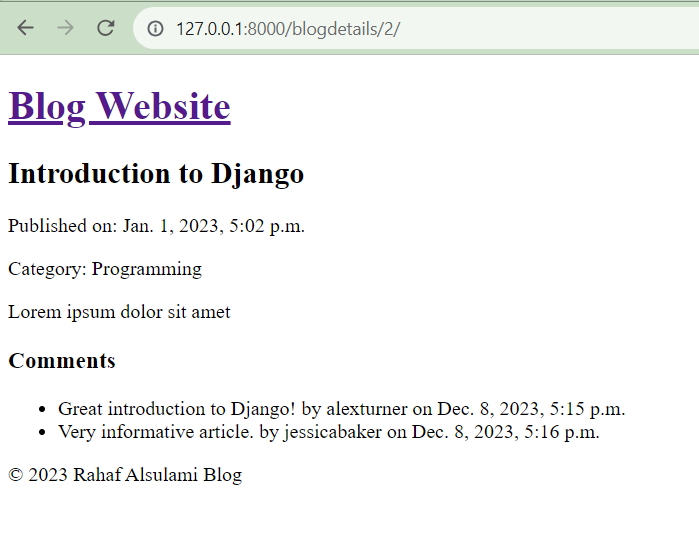 127.0.0.1:8000/blogdetails/2/
Blog Website
Introduction to Django
Published on: Jan. 1, 2023, 5:02 p.m.
Category: Programming
Lorem ipsum dolor sit amet
Comments
• Great introduction to Django! by alexturner on Dec. 8, 2023, 5:15 p.m.
• Very informative article. by jessicabaker on Dec. 8, 2023, 5:16 p.m.
© 2023 Rahaf Alsulami Blog